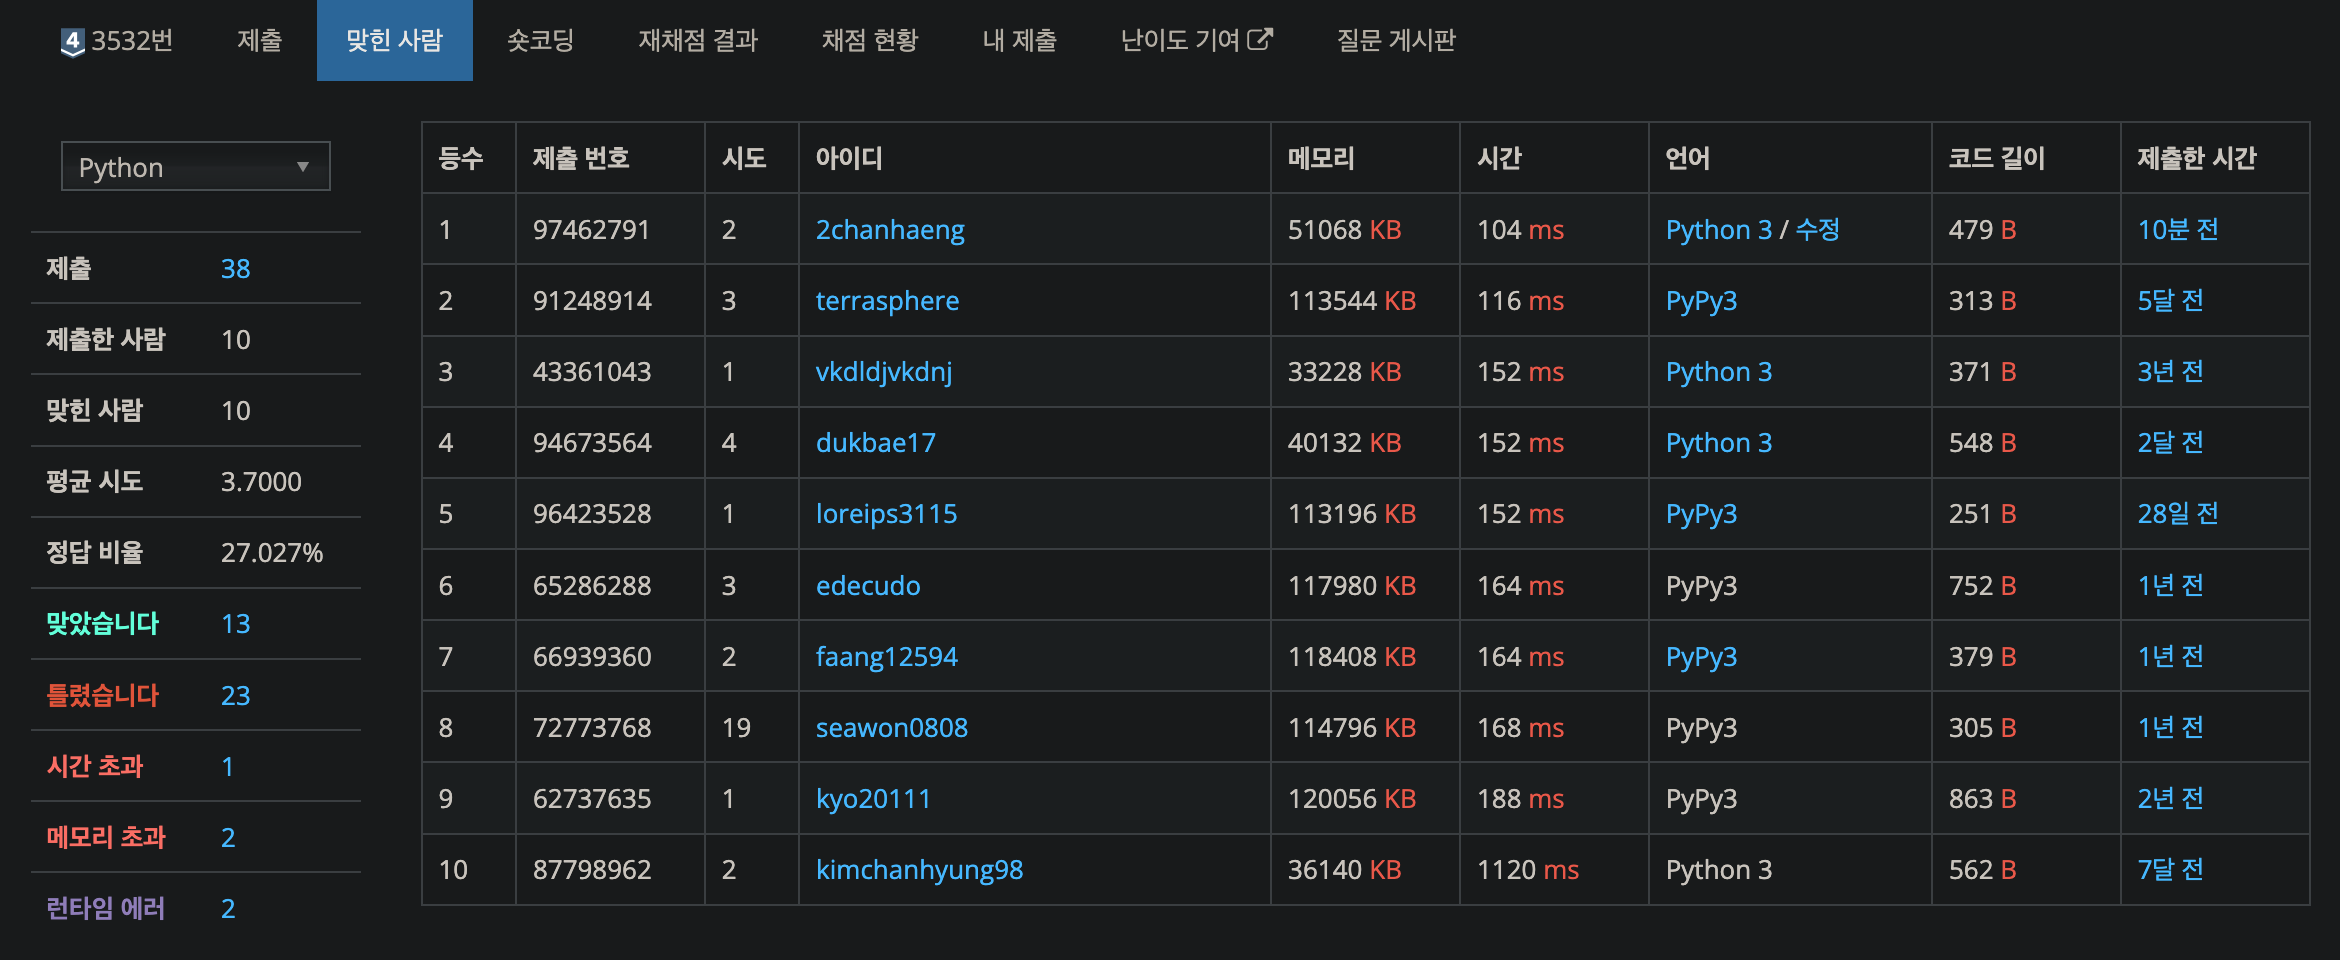 4 3532번 제출 맞힌 사람 숏코딩 재채점 결과 채점 현황 내 제출 난이도 기여 질문 게시판
Python
제출 38
제출한 사람 10
맞힌 사람 10
평균 시도 3.7000
정답 비율 27.027%
맞았습니다 13
틀렸습니다 23
시간 초과 1
메모리 초과 2
런타임 에러 2
등수 제출 번호 시도 아이디 메모리 시간 언어 코드 길이 제출한 시간
1 97462791 2 2chanhaeng 51068 KB 104 ms Python 3 / 수정 479 B 10분 전
2 91248914 3 terrasphere 113544 KB 116 ms PyPy3 313 B 5달 전
3 43361043 1 vkdldjvkdnj 33228 KB 152 ms Python 3 371 B 3년 전
4 94673564 4 dukbae17 40132 KB 152 ms Python 3 548 B 2달 전
5 96423528 1 loreips3115 113196 KB 152 ms PyPy3 251 B 28일 전
6 65286288 3 edecudo 117980 KB 164 ms PyPy3 752 B 1년 전
7 66939360 2 faang12594 118408 KB 164 ms PyPy3 379 B 1년 전
8 72773768 19 seawon0808 114796 KB 168 ms PyPy3 305 B 1년 전
9 62737635 1 kyo20111 120056 KB 188 ms PyPy3 863 B 2년 전
10 87798962 2 kimchanhyung98 36140 KB 1120 ms Python 3 562 B 7달 전